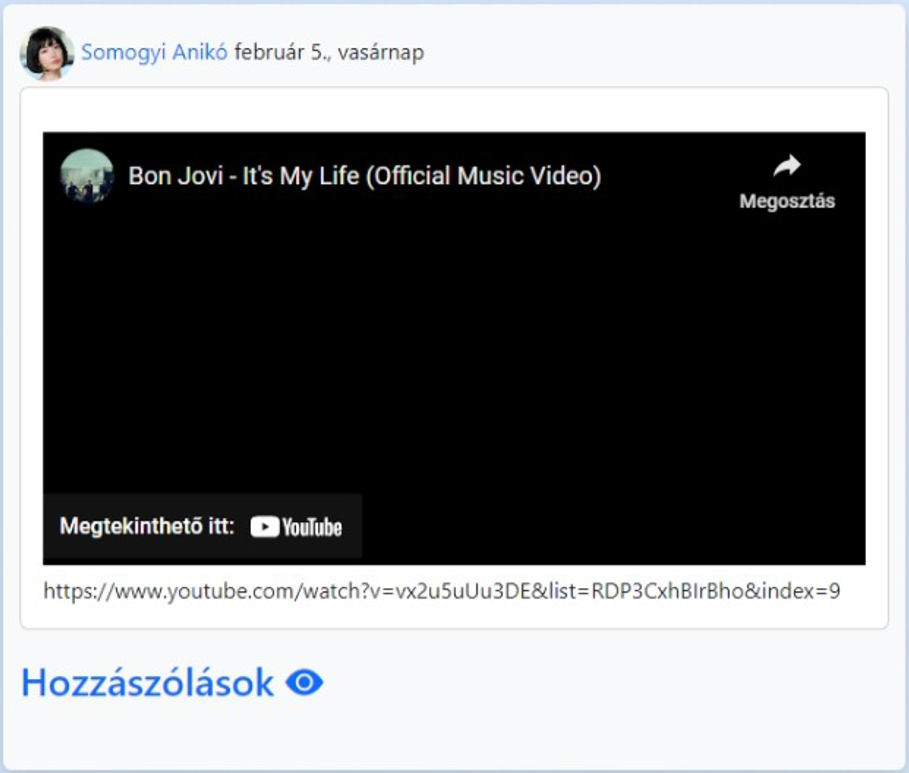 Somogyi Anikó február 5., vasárnap
Bon Jovi - It's My Life (Official Music Video)
Megosztás
Megtekinthető itt: YouTube
https://www.youtube.com/watch?v=vx2u5uUu3DE&list=RDP3CxhBIrBho&index=9
Hozzászólások